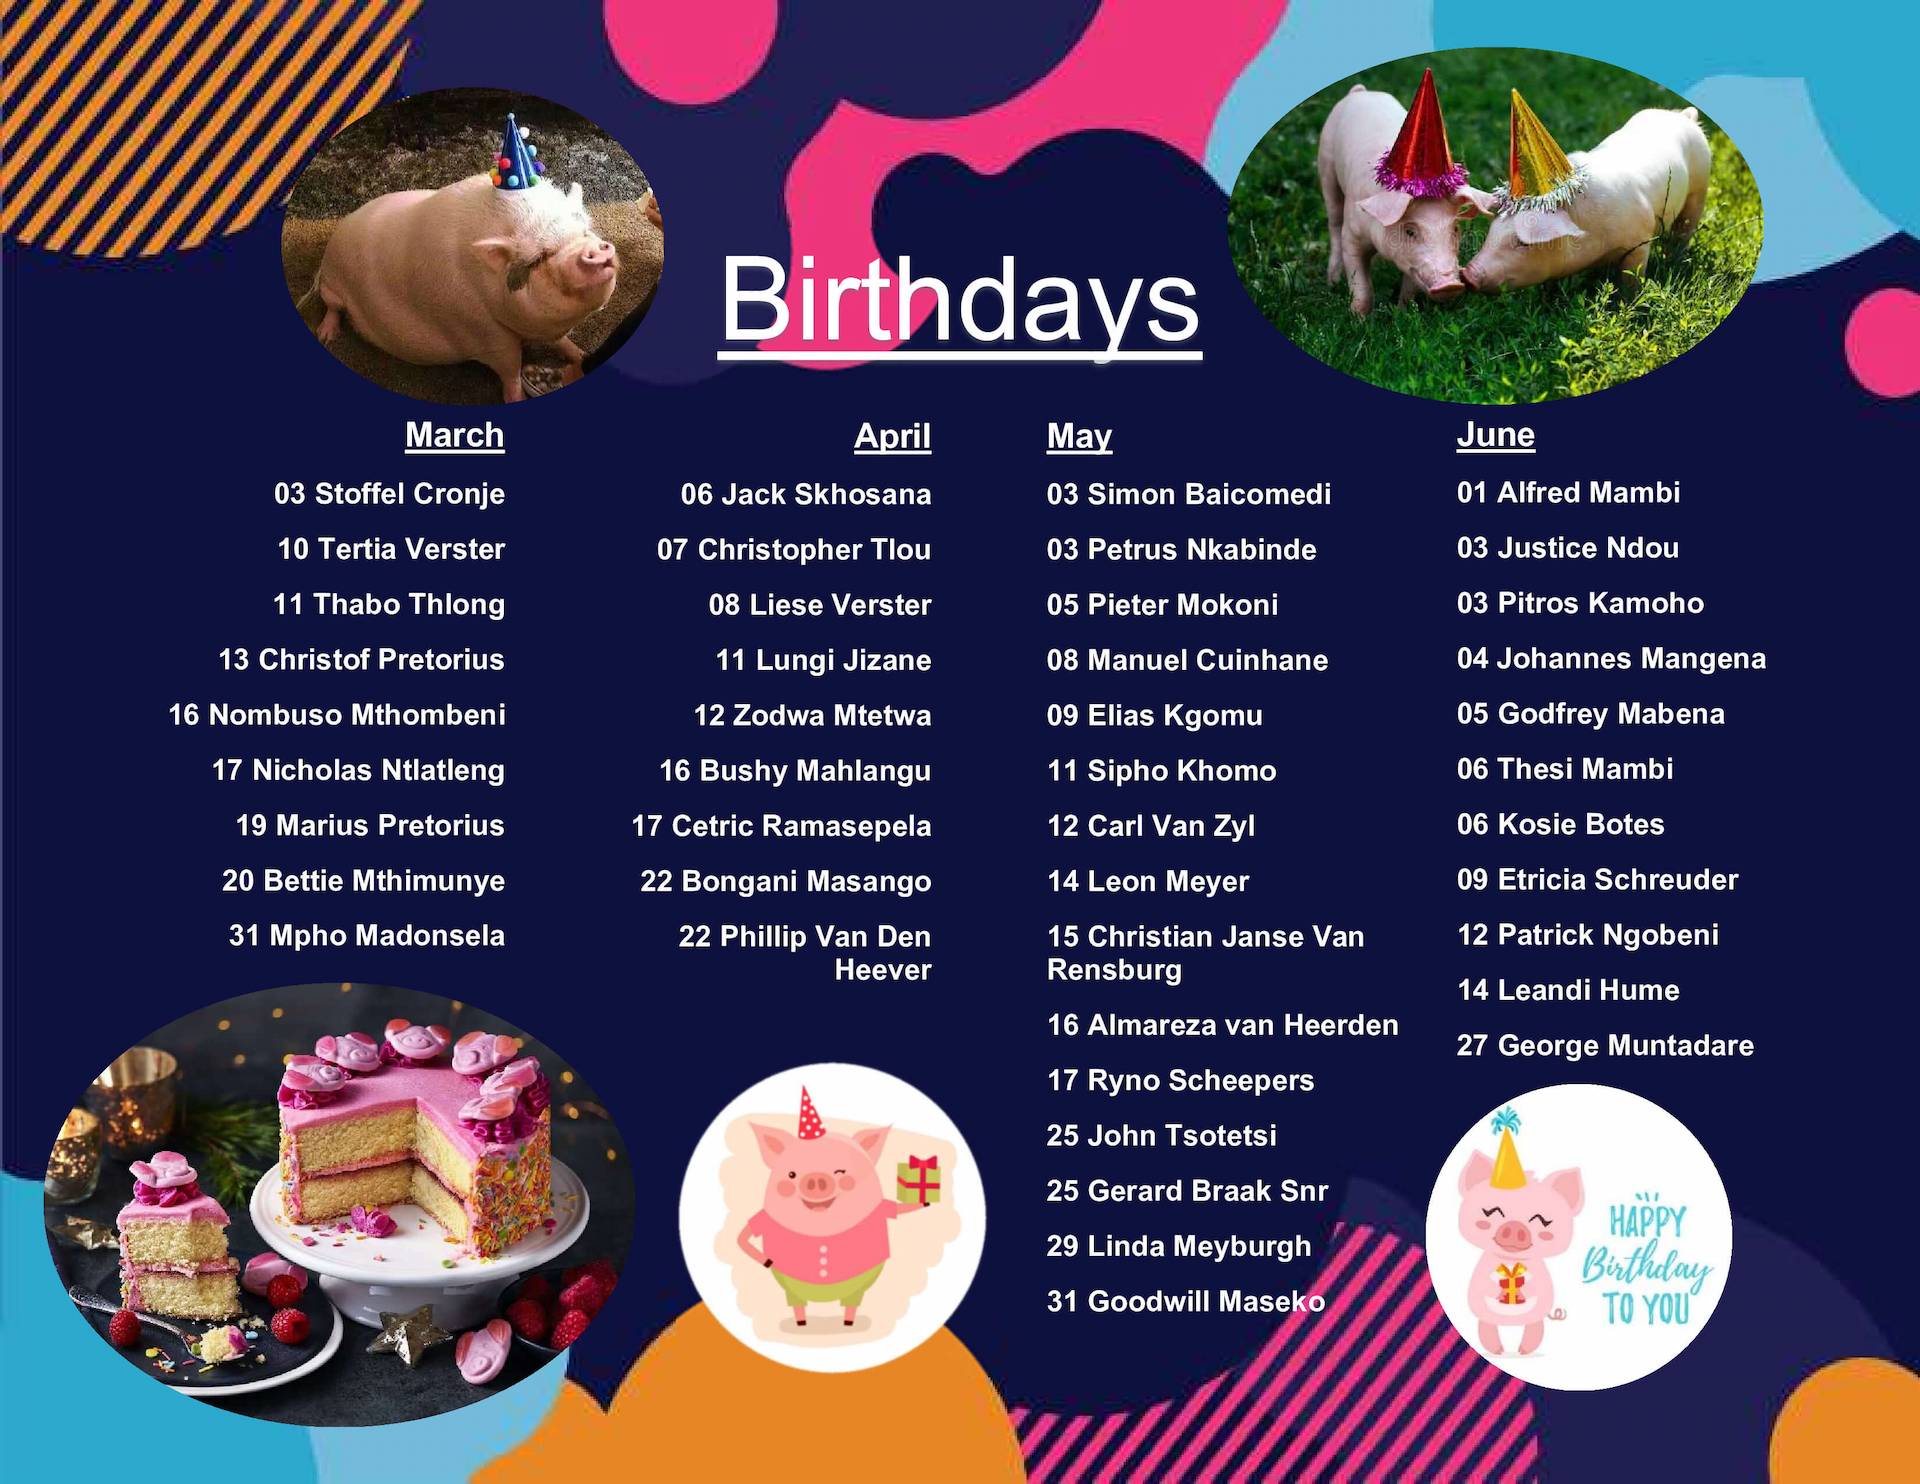 Birthdays
March
03 Stoffel Cronje
10 Tertia Verster
11 Thabo Thlong
13 Christof Pretorius
16 Nombuso Mthombeni
17 Nicholas Ntlatleng
19 Marius Pretorius
20 Bettie Mthimunye
31 Mpho Madonsela
April
06 Jack Skhosana
07 Christopher Tlou
08 Liese Verster
11 Lungi Jizane
12 Zodwa Mtetwa
16 Bushy Mahlangu
17 Cetric Ramasepela
22 Bongani Masango
22 Phillip Van Den
Heever
May
03 Simon Baicomedi
03 Petrus Nkabinde
05 Pieter Mokoni
08 Manuel Cuinhane
09 Elias Kgomu
11 Sipho Khomo
12 Carl Van Zyl
14 Leon Meyer
15 Christian Janse Van
Rensburg
16 Almareza van Heerden
17 Ryno Scheepers
25 John Tsotetsi
25 Gerard Braak Snr
29 Linda Meyburgh
31 Goodwill Maseko
June
01 Alfred Mambi
03 Justice Ndou
03 Pitros Kamoho
04 Johannes Mangena
05 Godfrey Mabena
06 Thesi Mambi
06 Kosie Botes
09 Etricia Schreuder
12 Patrick Ngobeni
14 Leandi Hume
27 George Muntadare
HAPPY
Birthday
TO YOU